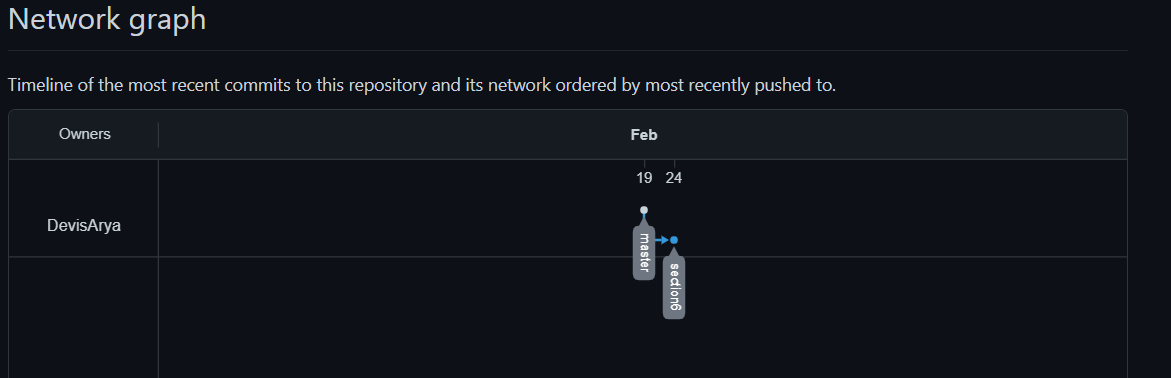 Network graph
Timeline of the most recent commits to this repository and its network ordered by most recently pushed to.
Owners
Feb
19 24
DevisArya
master
section6